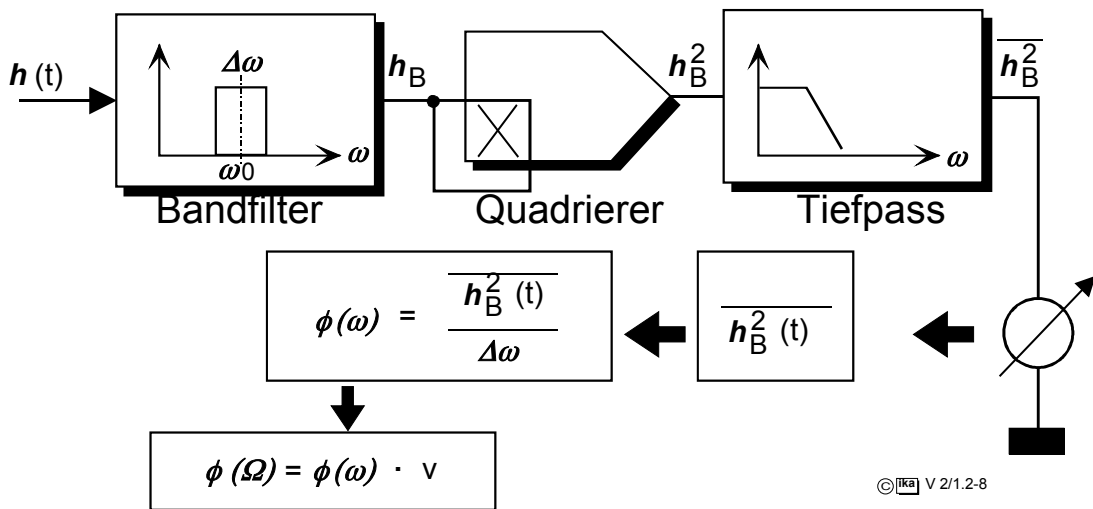 h (t)
Δω
ω0
ω
Bandfilter
h_B
Quadrierer
h_B^2
ω
Tiefpass
\overline{h_B^2}
ϕ(ω) = \overline{h_B^2 (t)} / Δω
\overline{h_B^2 (t)}
ϕ(Ω) = ϕ(ω) · v
© ika V 2/1.2-8